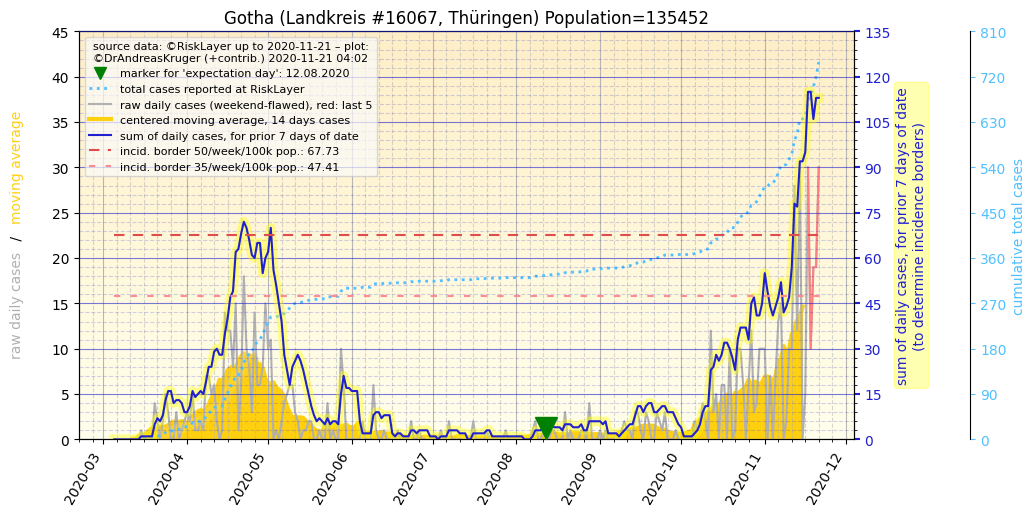 Gotha (Landkreis #16067, Thüringen) Population=135452
source data: ©RiskLayer up to 2020-11-21 – plot:
©DrAndreasKruger (+contrib.) 2020-11-21 04:02
marker for 'expectation day': 12.08.2020
total cases reported at RiskLayer
raw daily cases (weekend-flawed), red: last 5
centered moving average, 14 days cases
sum of daily cases, for prior 7 days of date
incid. border 50/week/100k pop.: 67.73
incid. border 35/week/100k pop.: 47.41
raw daily cases / moving average
45
40
35
30
25
20
15
10
5
0
135
120
105
90
75
60
45
30
15
0
sum of daily cases, for prior 7 days of date
(to determine incidence borders)
810
720
630
540
450
360
270
180
90
0
cumulative total cases
2020-03
2020-04
2020-05
2020-06
2020-07
2020-08
2020-09
2020-10
2020-11
2020-12